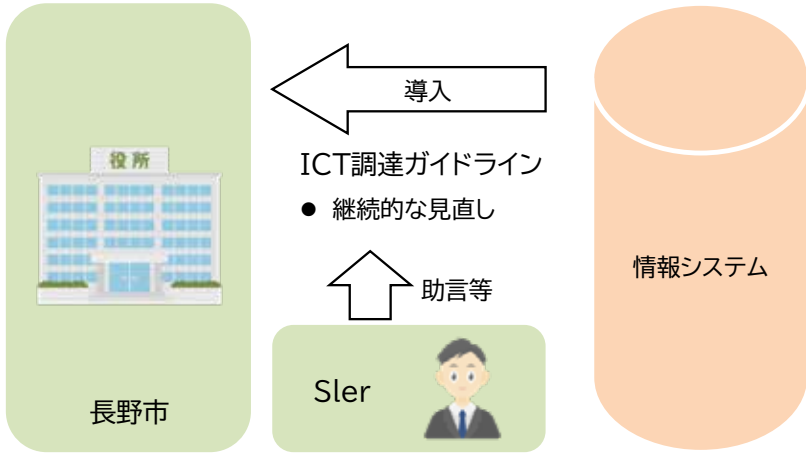 役所
長野市
導入
ICT調達ガイドライン
● 継続的な見直し
助言等
SIer
情報システム